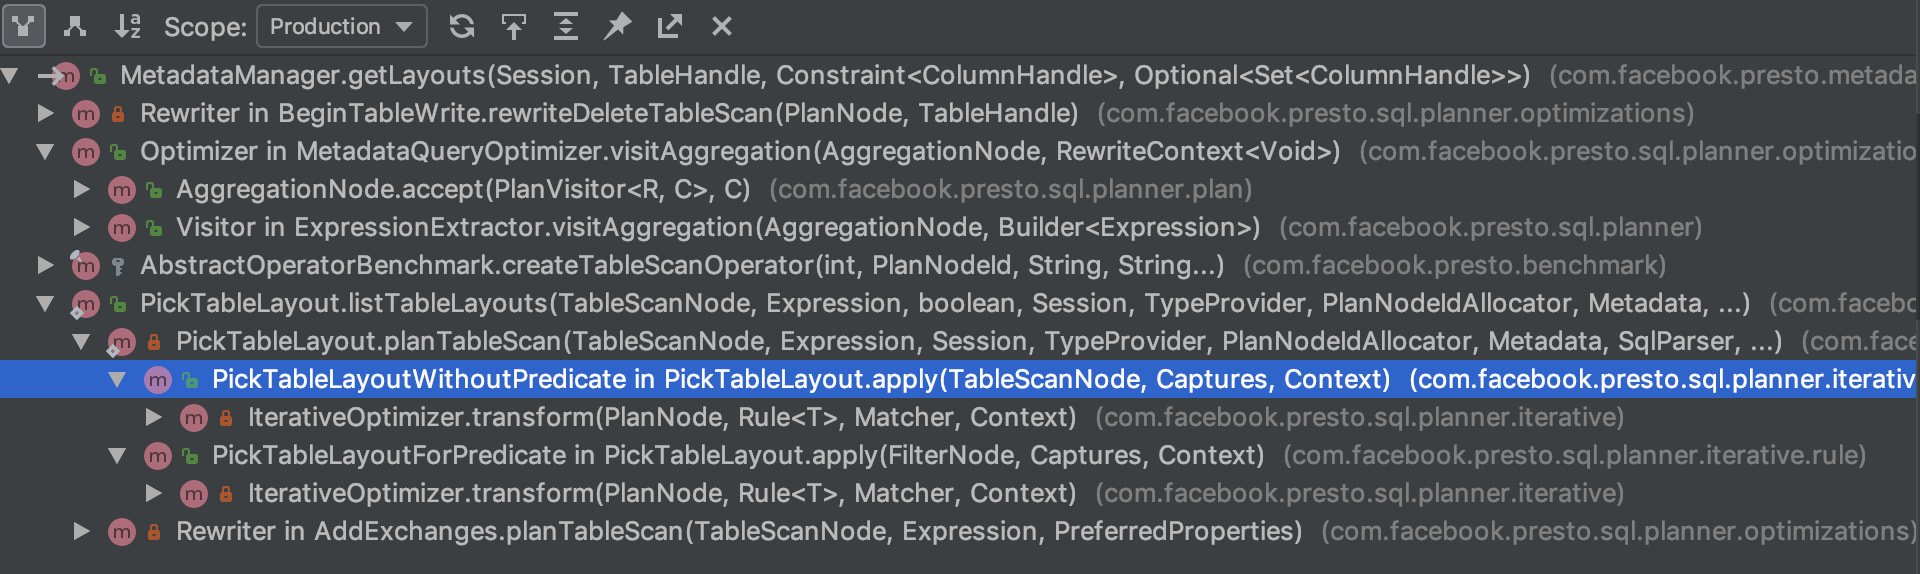 Scope: Production
MetadataManager.getLayouts(Session, TableHandle, Constraint<ColumnHandle>, Optional<Set<ColumnHandle>>) (com.facebook.presto.metada
Rewriter in BeginTableWrite.rewriteDeleteTableScan(PlanNode, TableHandle) (com.facebook.presto.sql.planner.optimizations)
Optimizer in MetadataQueryOptimizer.visitAggregation(AggregationNode, RewriteContext<Void>) (com.facebook.presto.sql.planner.optimizatio
AggregationNode.accept(PlanVisitor<R, C>, C) (com.facebook.presto.sql.planner.plan)
Visitor in ExpressionExtractor.visitAggregation(AggregationNode, Builder<Expression>) (com.facebook.presto.sql.planner)
AbstractOperatorBenchmark.createTableScanOperator(int, PlanNodeId, String, String...) (com.facebook.presto.benchmark)
PickTableLayout.listTableLayouts(TableScanNode, Expression, boolean, Session, TypeProvider, PlanNodeIdAllocator, Metadata, ...) (com.facebo
PickTableLayout.planTableScan(TableScanNode, Expression, Session, TypeProvider, PlanNodeIdAllocator, Metadata, SqlParser, ...) (com.face
PickTableLayoutWithoutPredicate in PickTableLayout.apply(TableScanNode, Captures, Context) (com.facebook.presto.sql.planner.iterativ
IterativeOptimizer.transform(PlanNode, Rule<T>, Matcher, Context) (com.facebook.presto.sql.planner.iterative)
PickTableLayoutForPredicate in PickTableLayout.apply(FilterNode, Captures, Context) (com.facebook.presto.sql.planner.iterative.rule)
IterativeOptimizer.transform(PlanNode, Rule<T>, Matcher, Context) (com.facebook.presto.sql.planner.iterative)
Rewriter in AddExchanges.planTableScan(TableScanNode, Expression, PreferredProperties) (com.facebook.presto.sql.planner.optimizations)